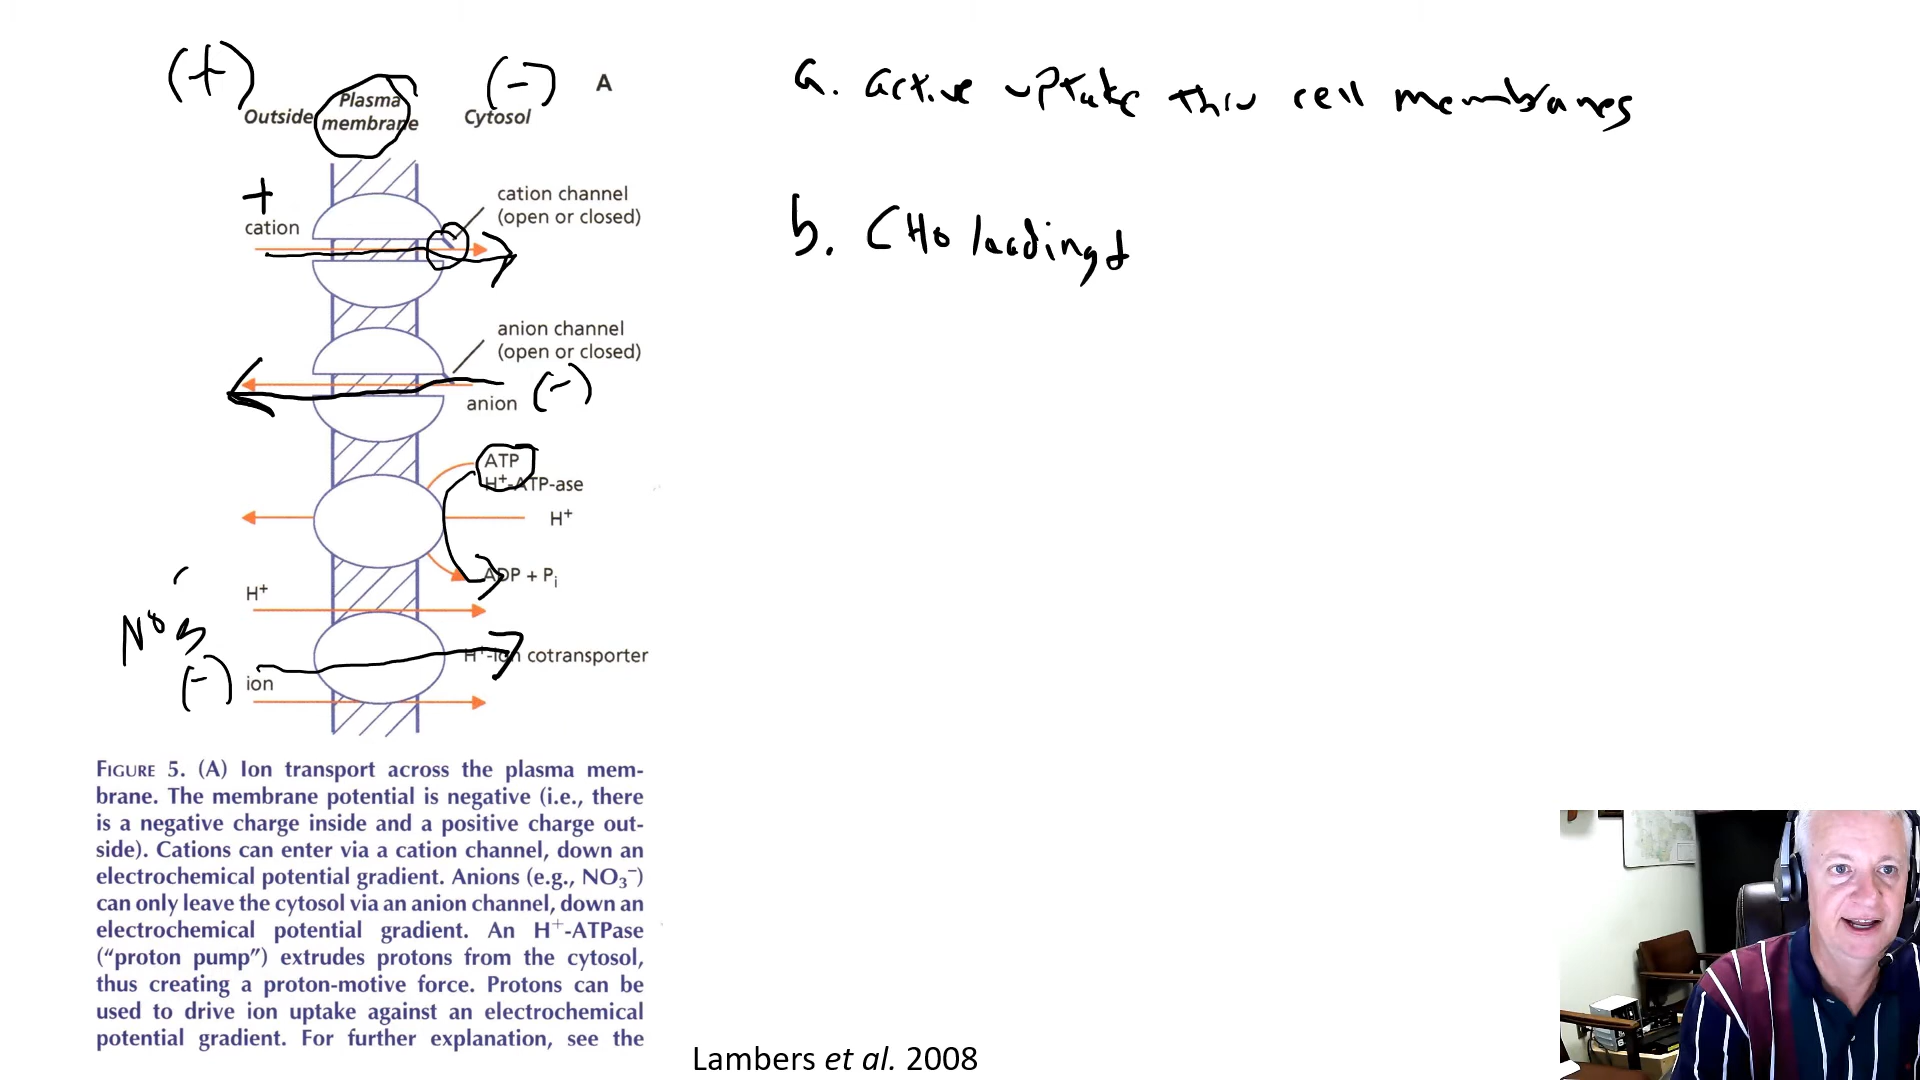 (+)
(-)
A
Plasma
membrane
Outside
Cytosol
a. active uptake thru cell membranes
b. CHO loading &
+
cation
cation channel
(open or closed)
anion channel
(open or closed)
anion (-)
ATP
H⁺-ATP-ase
H⁺
ADP + Pᵢ
H⁺
NO3
(-)
ion
H⁺-ion cotransporter
FIGURE 5. (A) Ion transport across the plasma mem-
brane. The membrane potential is negative (i.e., there
is a negative charge inside and a positive charge out-
side). Cations can enter via a cation channel, down an
electrochemical potential gradient. Anions (e.g., NO₃⁻)
can only leave the cytosol via an anion channel, down an
electrochemical potential gradient. An H⁺-ATPase
(“proton pump”) extrudes protons from the cytosol,
thus creating a proton-motive force. Protons can be
used to drive ion uptake against an electrochemical
potential gradient. For further explanation, see the
Lambers et al. 2008